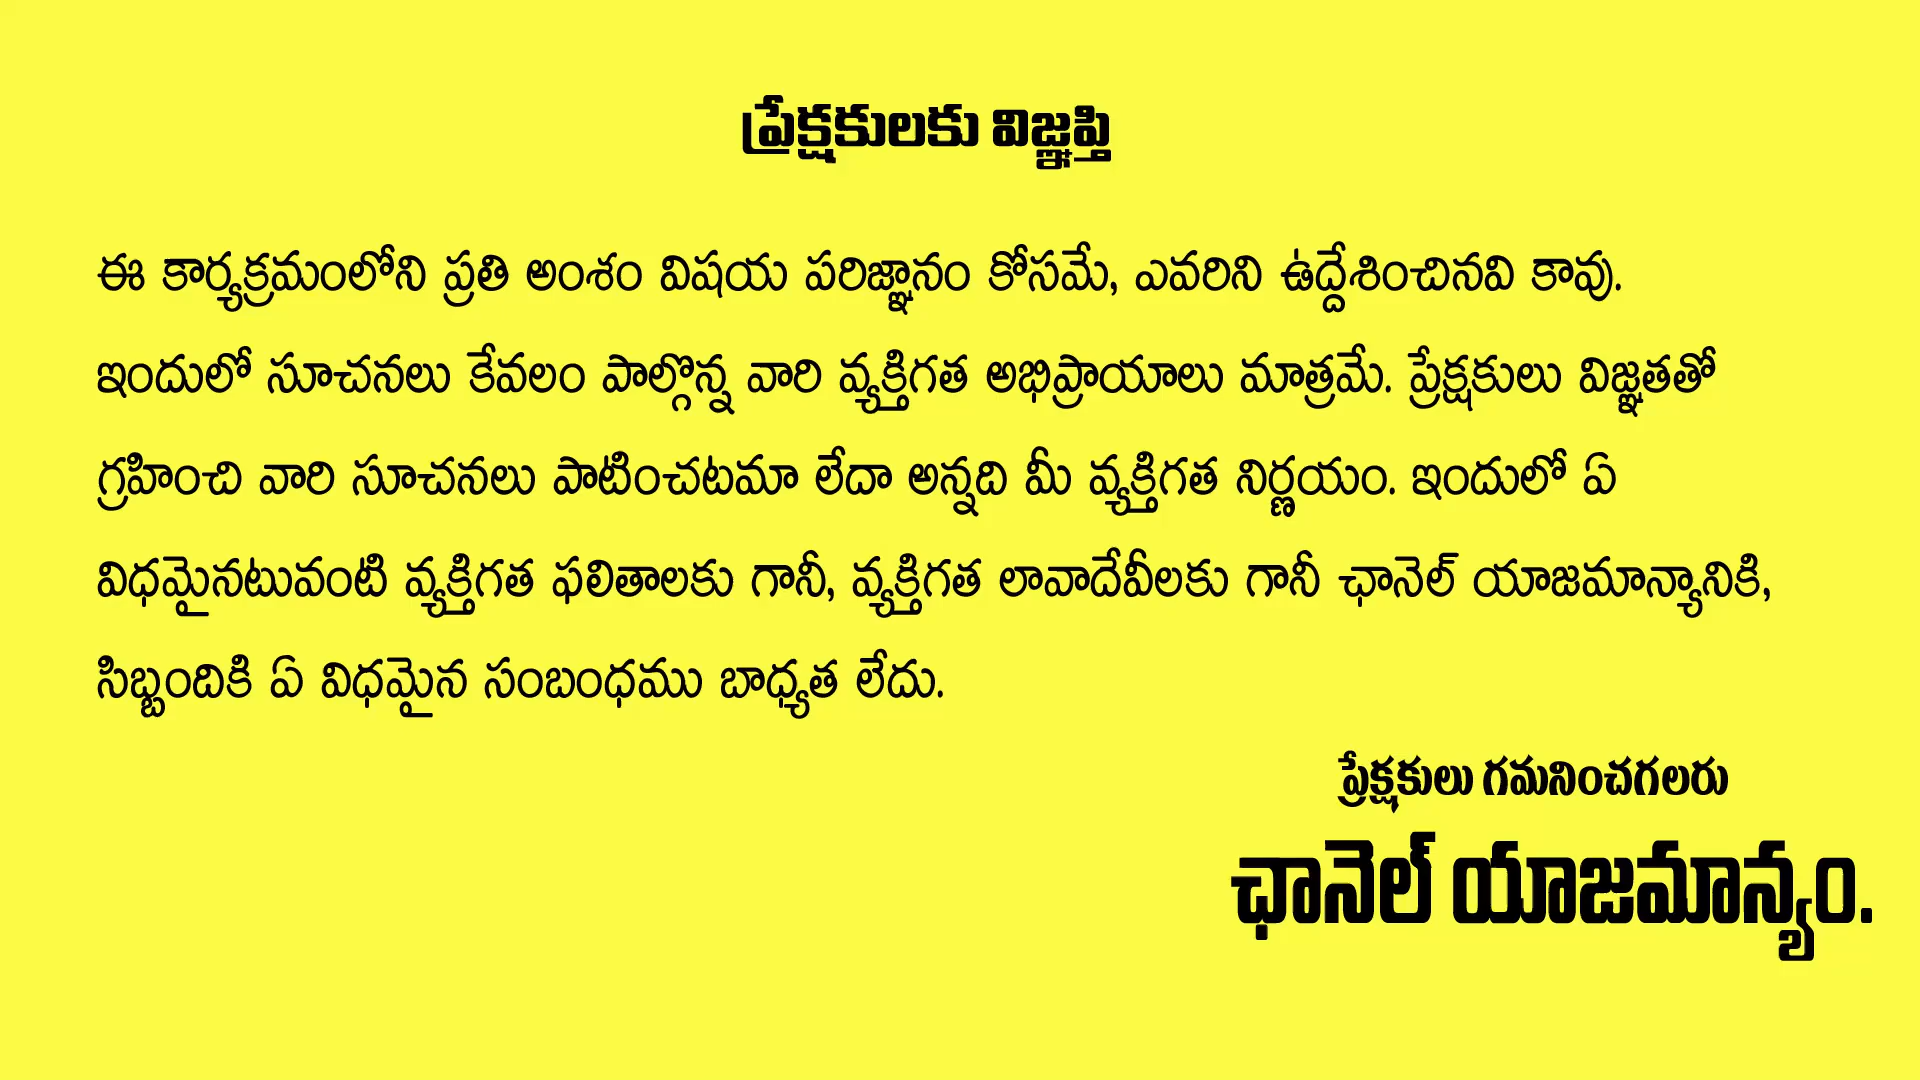 ప్రేక్షకులకు విజ్ఞప్తి
ఈ కార్యక్రమంలోని ప్రతి అంశం విషయ పరిజ్ఞానం కోసమే, ఎవరిని ఉద్దేశించినవి కావు.
ఇందులో సూచనలు కేవలం పాల్గొన్న వారి వ్యక్తిగత అభిప్రాయాలు మాత్రమే. ప్రేక్షకులు విజ్ఞతతో
గ్రహించి వారి సూచనలు పాటించటమా లేదా అన్నది మీ వ్యక్తిగత నిర్ణయం. ఇందులో ఏ
విధమైనటువంటి వ్యక్తిగత ఫలితాలకు గానీ, వ్యక్తిగత లావాదేవీలకు గానీ ఛానెల్ యాజమాన్యానికి,
సిబ్బందికి ఏ విధమైన సంబంధము బాధ్యత లేదు.
ప్రేక్షకులు గమనించగలరు
ఛానెల్ యాజమాన్యం.